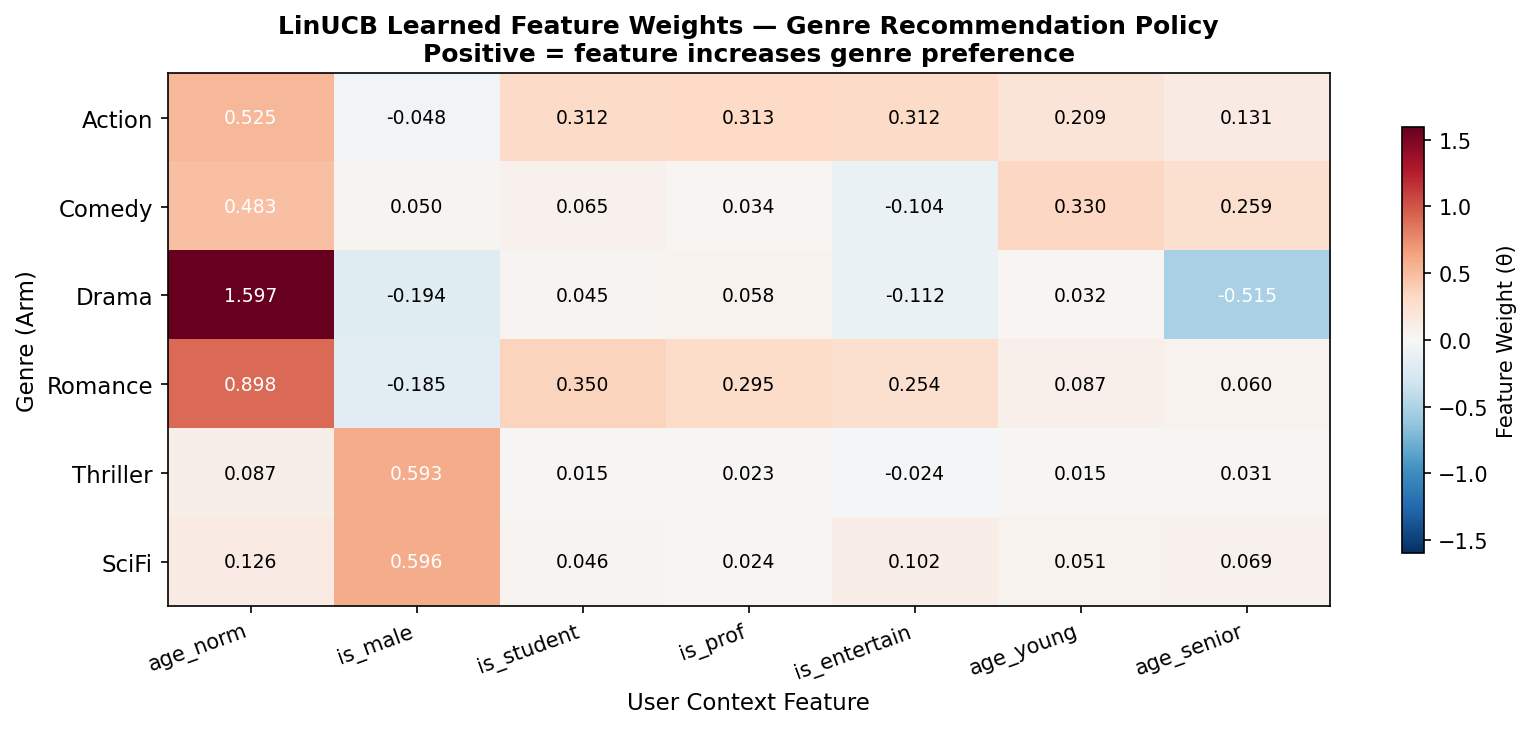 LinUCB Learned Feature Weights — Genre Recommendation Policy
Positive = feature increases genre preference
Genre (Arm)
Action 0.525 -0.048 0.312 0.313 0.312 0.209 0.131
Comedy 0.483 0.050 0.065 0.034 -0.104 0.330 0.259
Drama 1.597 -0.194 0.045 0.058 -0.112 0.032 -0.515
Romance 0.898 -0.185 0.350 0.295 0.254 0.087 0.060
Thriller 0.087 0.593 0.015 0.023 -0.024 0.015 0.031
SciFi 0.126 0.596 0.046 0.024 0.102 0.051 0.069
age_norm is_male is_student is_prof is_entertain age_young age_senior
User Context Feature
1.5
1.0
0.5
0.0
−0.5
−1.0
−1.5
Feature Weight (θ)